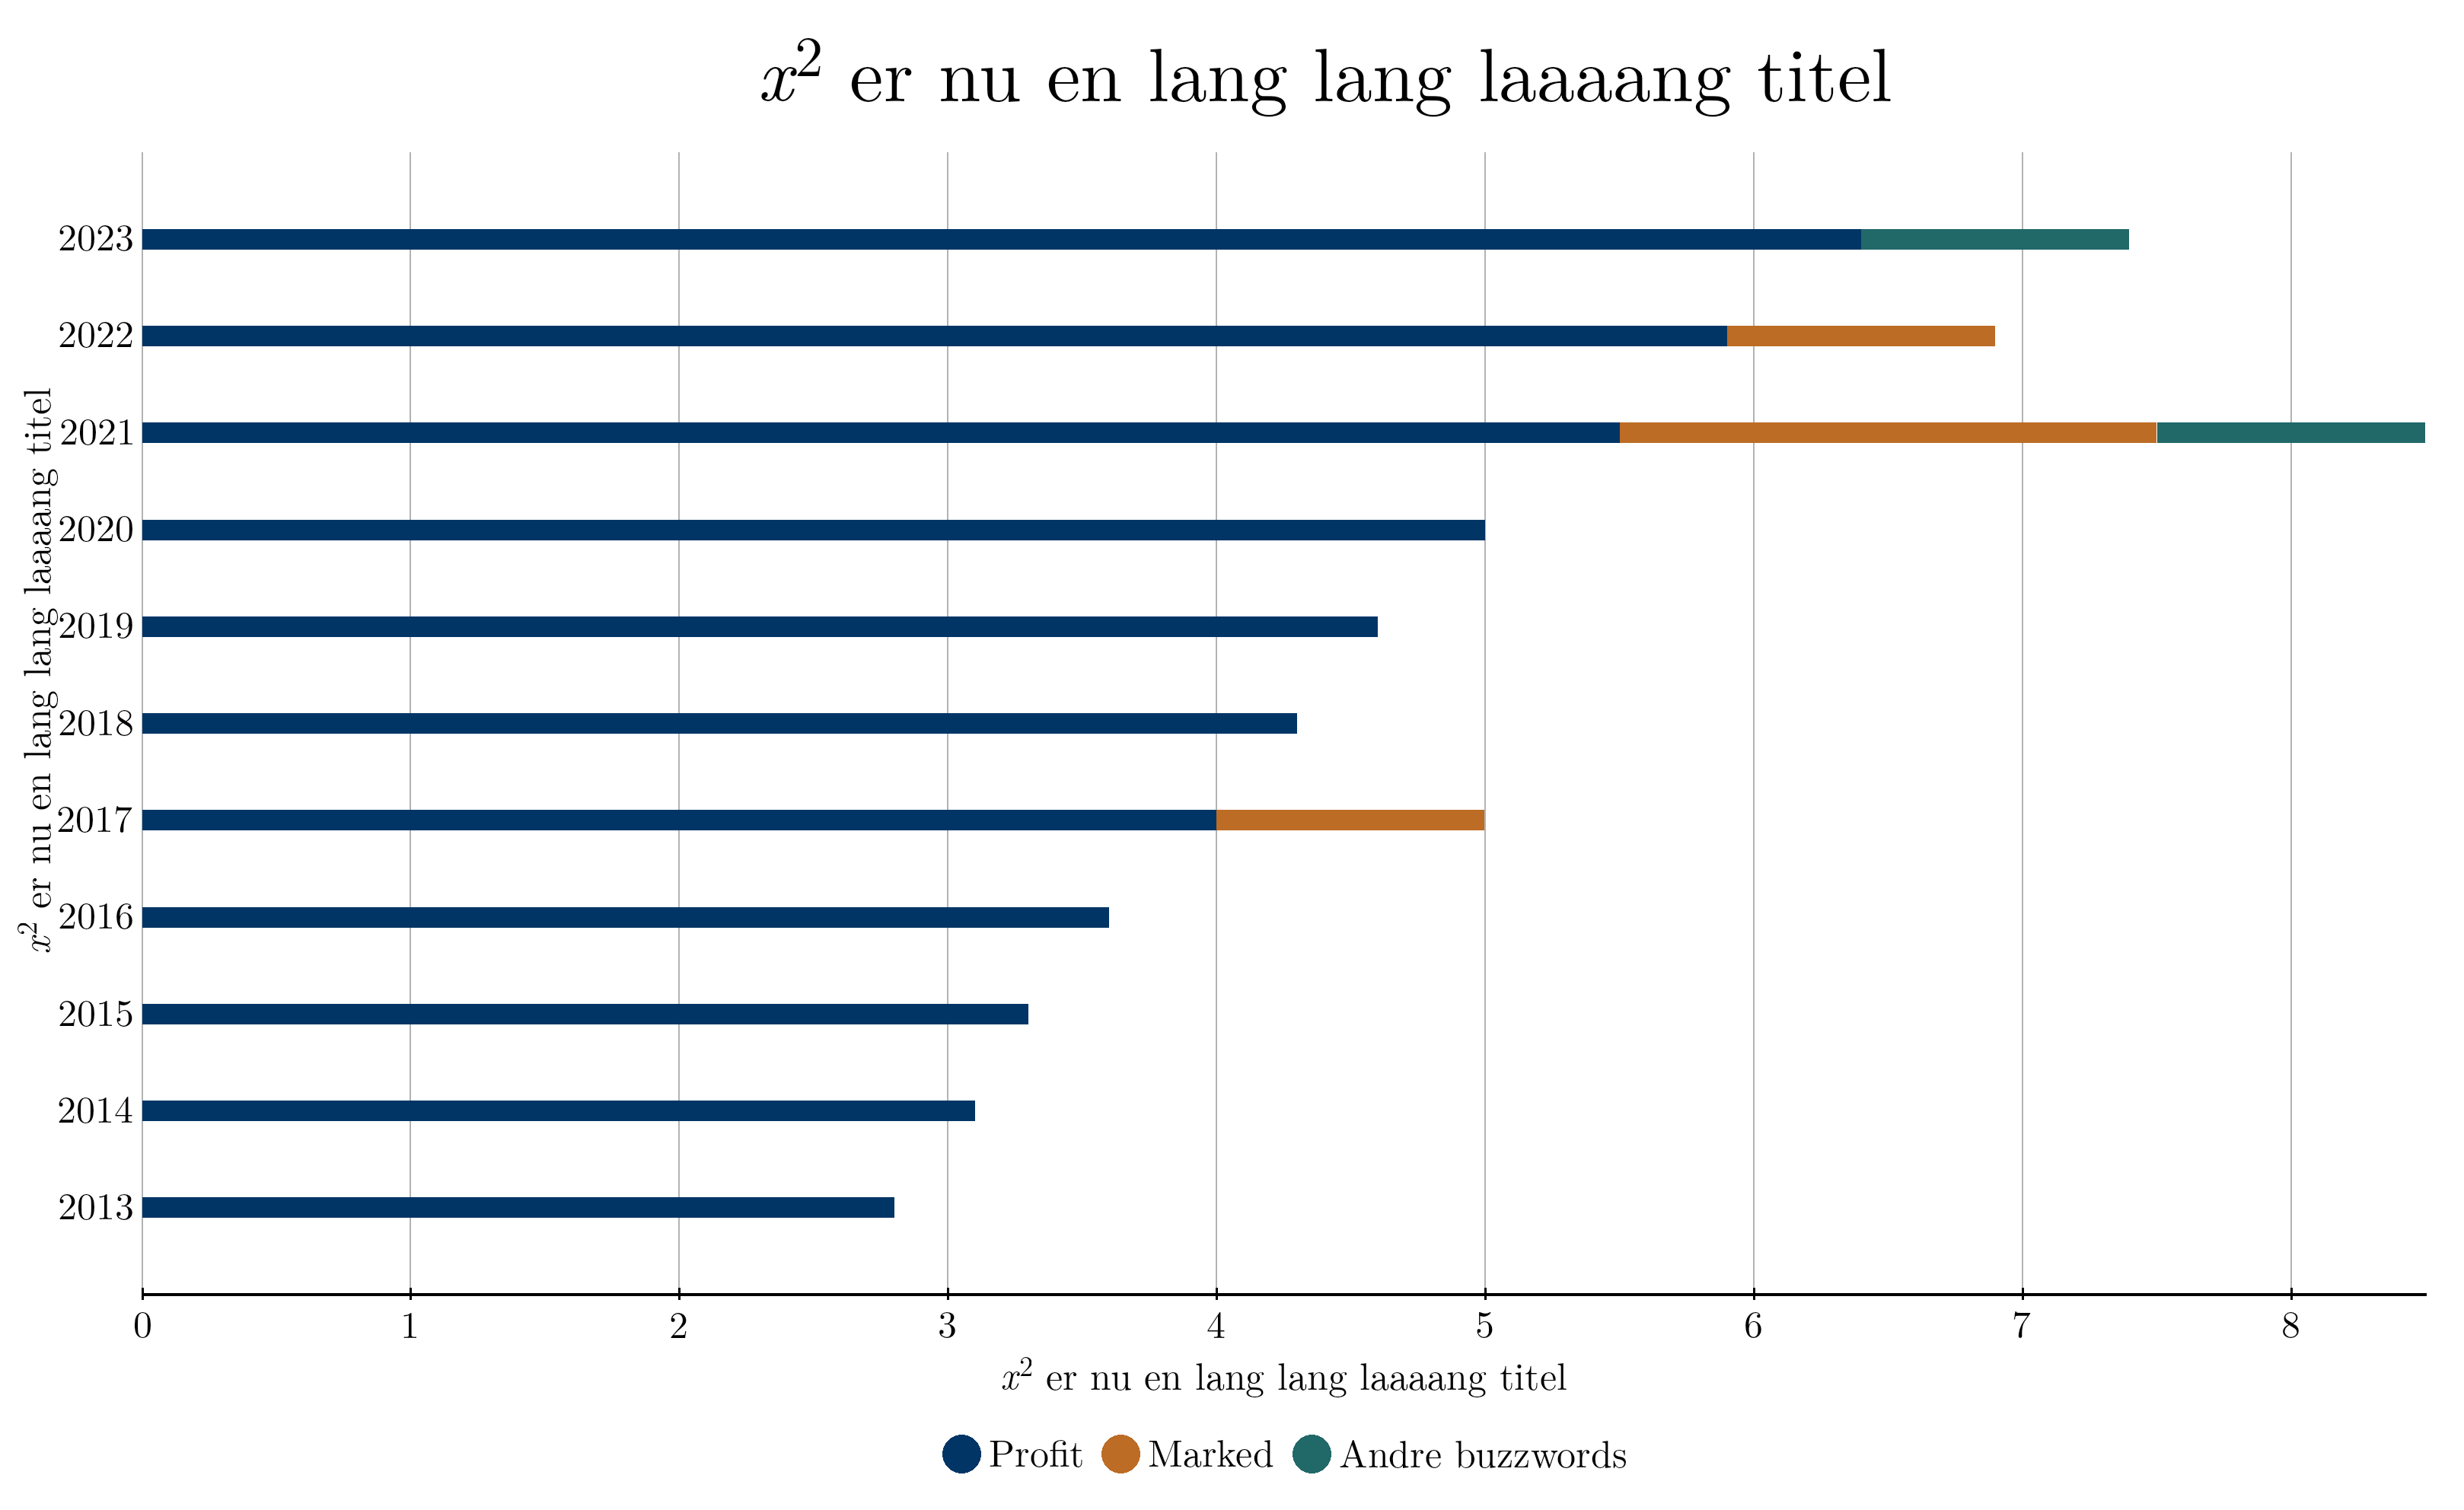 x² er nu en lang lang laaaang titel
x² er nu en lang lang laaaang titel
2023
2022
2021
2020
2019
2018
2017
2016
2015
2014
2013
0 1 2 3 4 5 6 7 8
x² er nu en lang lang laaaang titel
Profit Marked Andre buzzwords